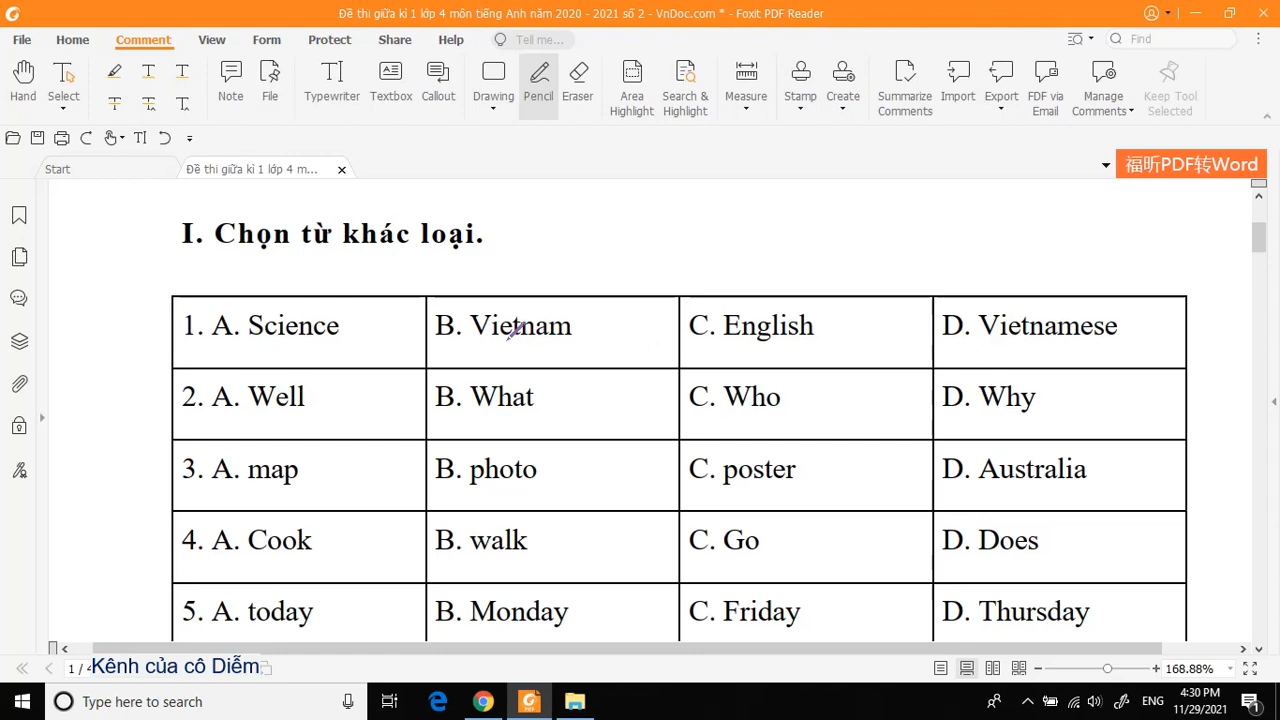 Đề thi giữa kì 1 lớp 4 môn tiếng Anh năm 2020 - 2021 số 2 - VnDoc.com * - Foxit PDF Reader
File Home Comment View Form Protect Share Help Tell me... Find
Hand Select Note File Typewriter Textbox Callout Drawing Pencil Eraser Area Highlight Search & Highlight Measure Stamp Create Summarize Comments Import Export FDF via Email Manage Comments Keep Tool Selected
Start Đề thi giữa kì 1 lớp 4 m... 福昕PDF转Word
I. Chọn từ khác loại.
1. A. Science B. Vietnam C. English D. Vietnamese
2. A. Well B. What C. Who D. Why
3. A. map B. photo C. poster D. Australia
4. A. Cook B. walk C. Go D. Does
5. A. today B. Monday C. Friday D. Thursday
1 / 4 Kênh của cô Diễm 168.88%
Type here to search ENG 4:30 PM
11/29/2021